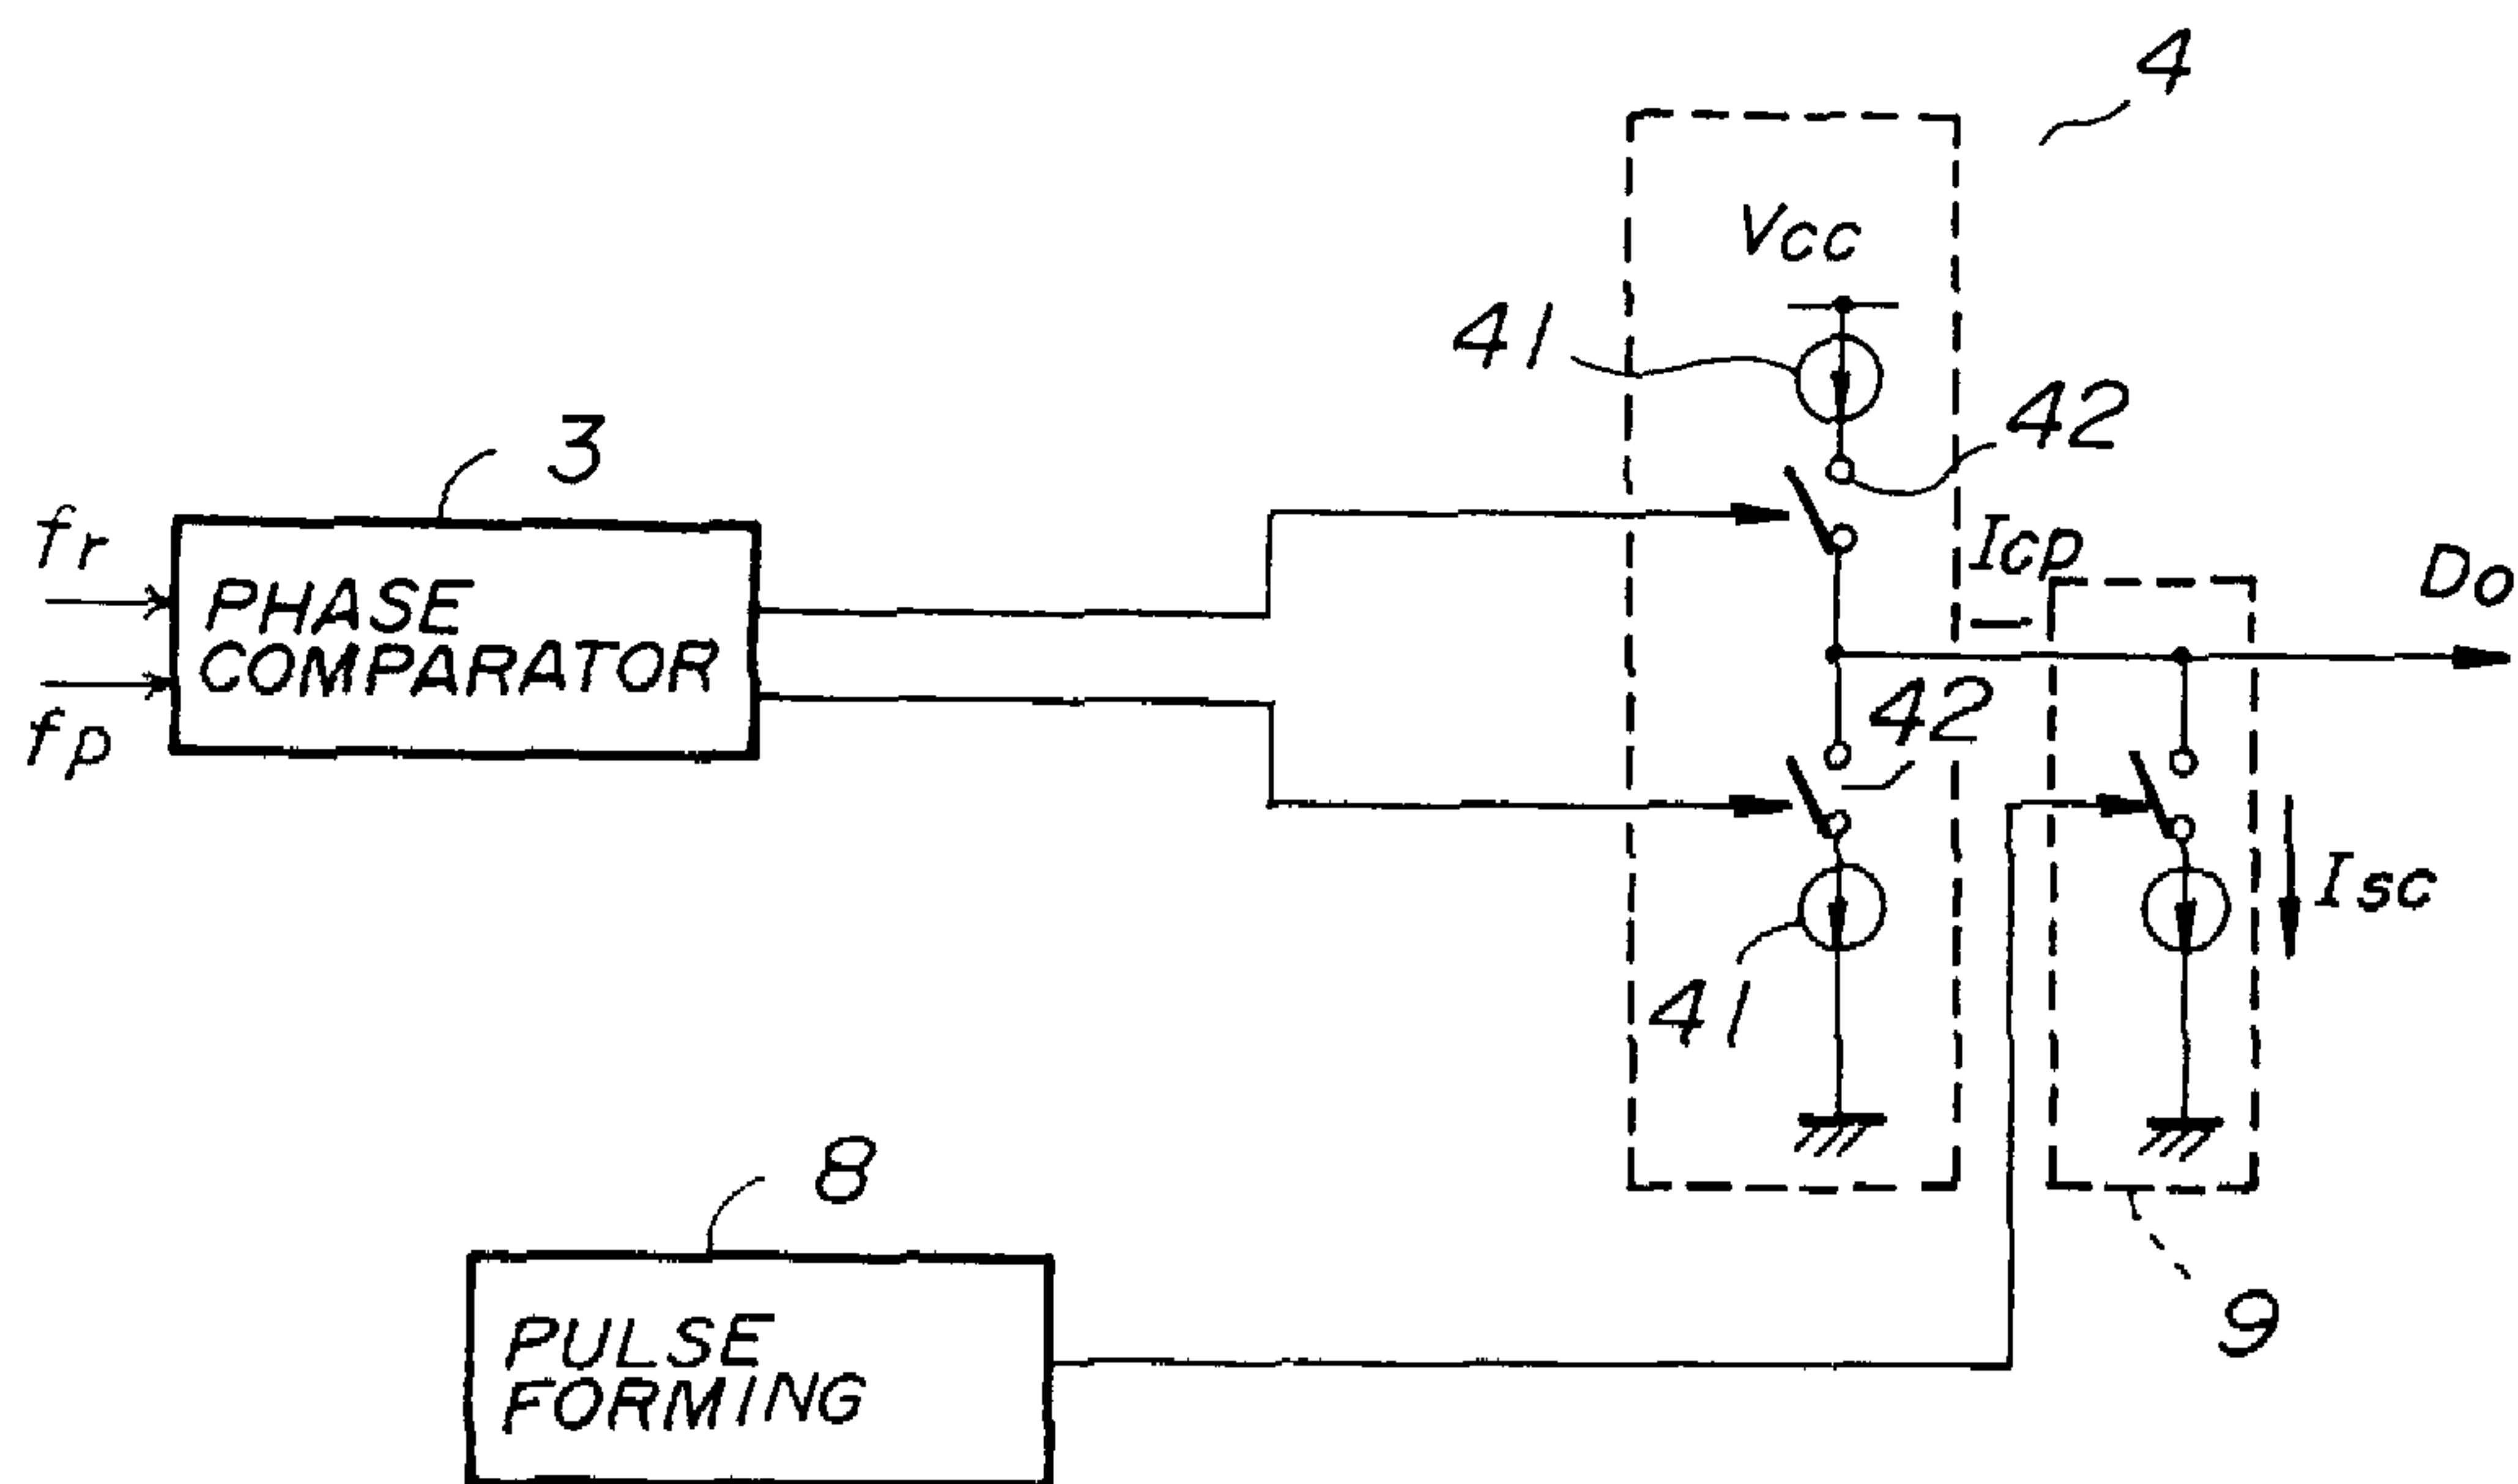 4
Vcc
41
42
3
fr
Icp
Do
PHASE
COMPARATOR
fp
42
Isc
41
8
9
PULSE
FORMING